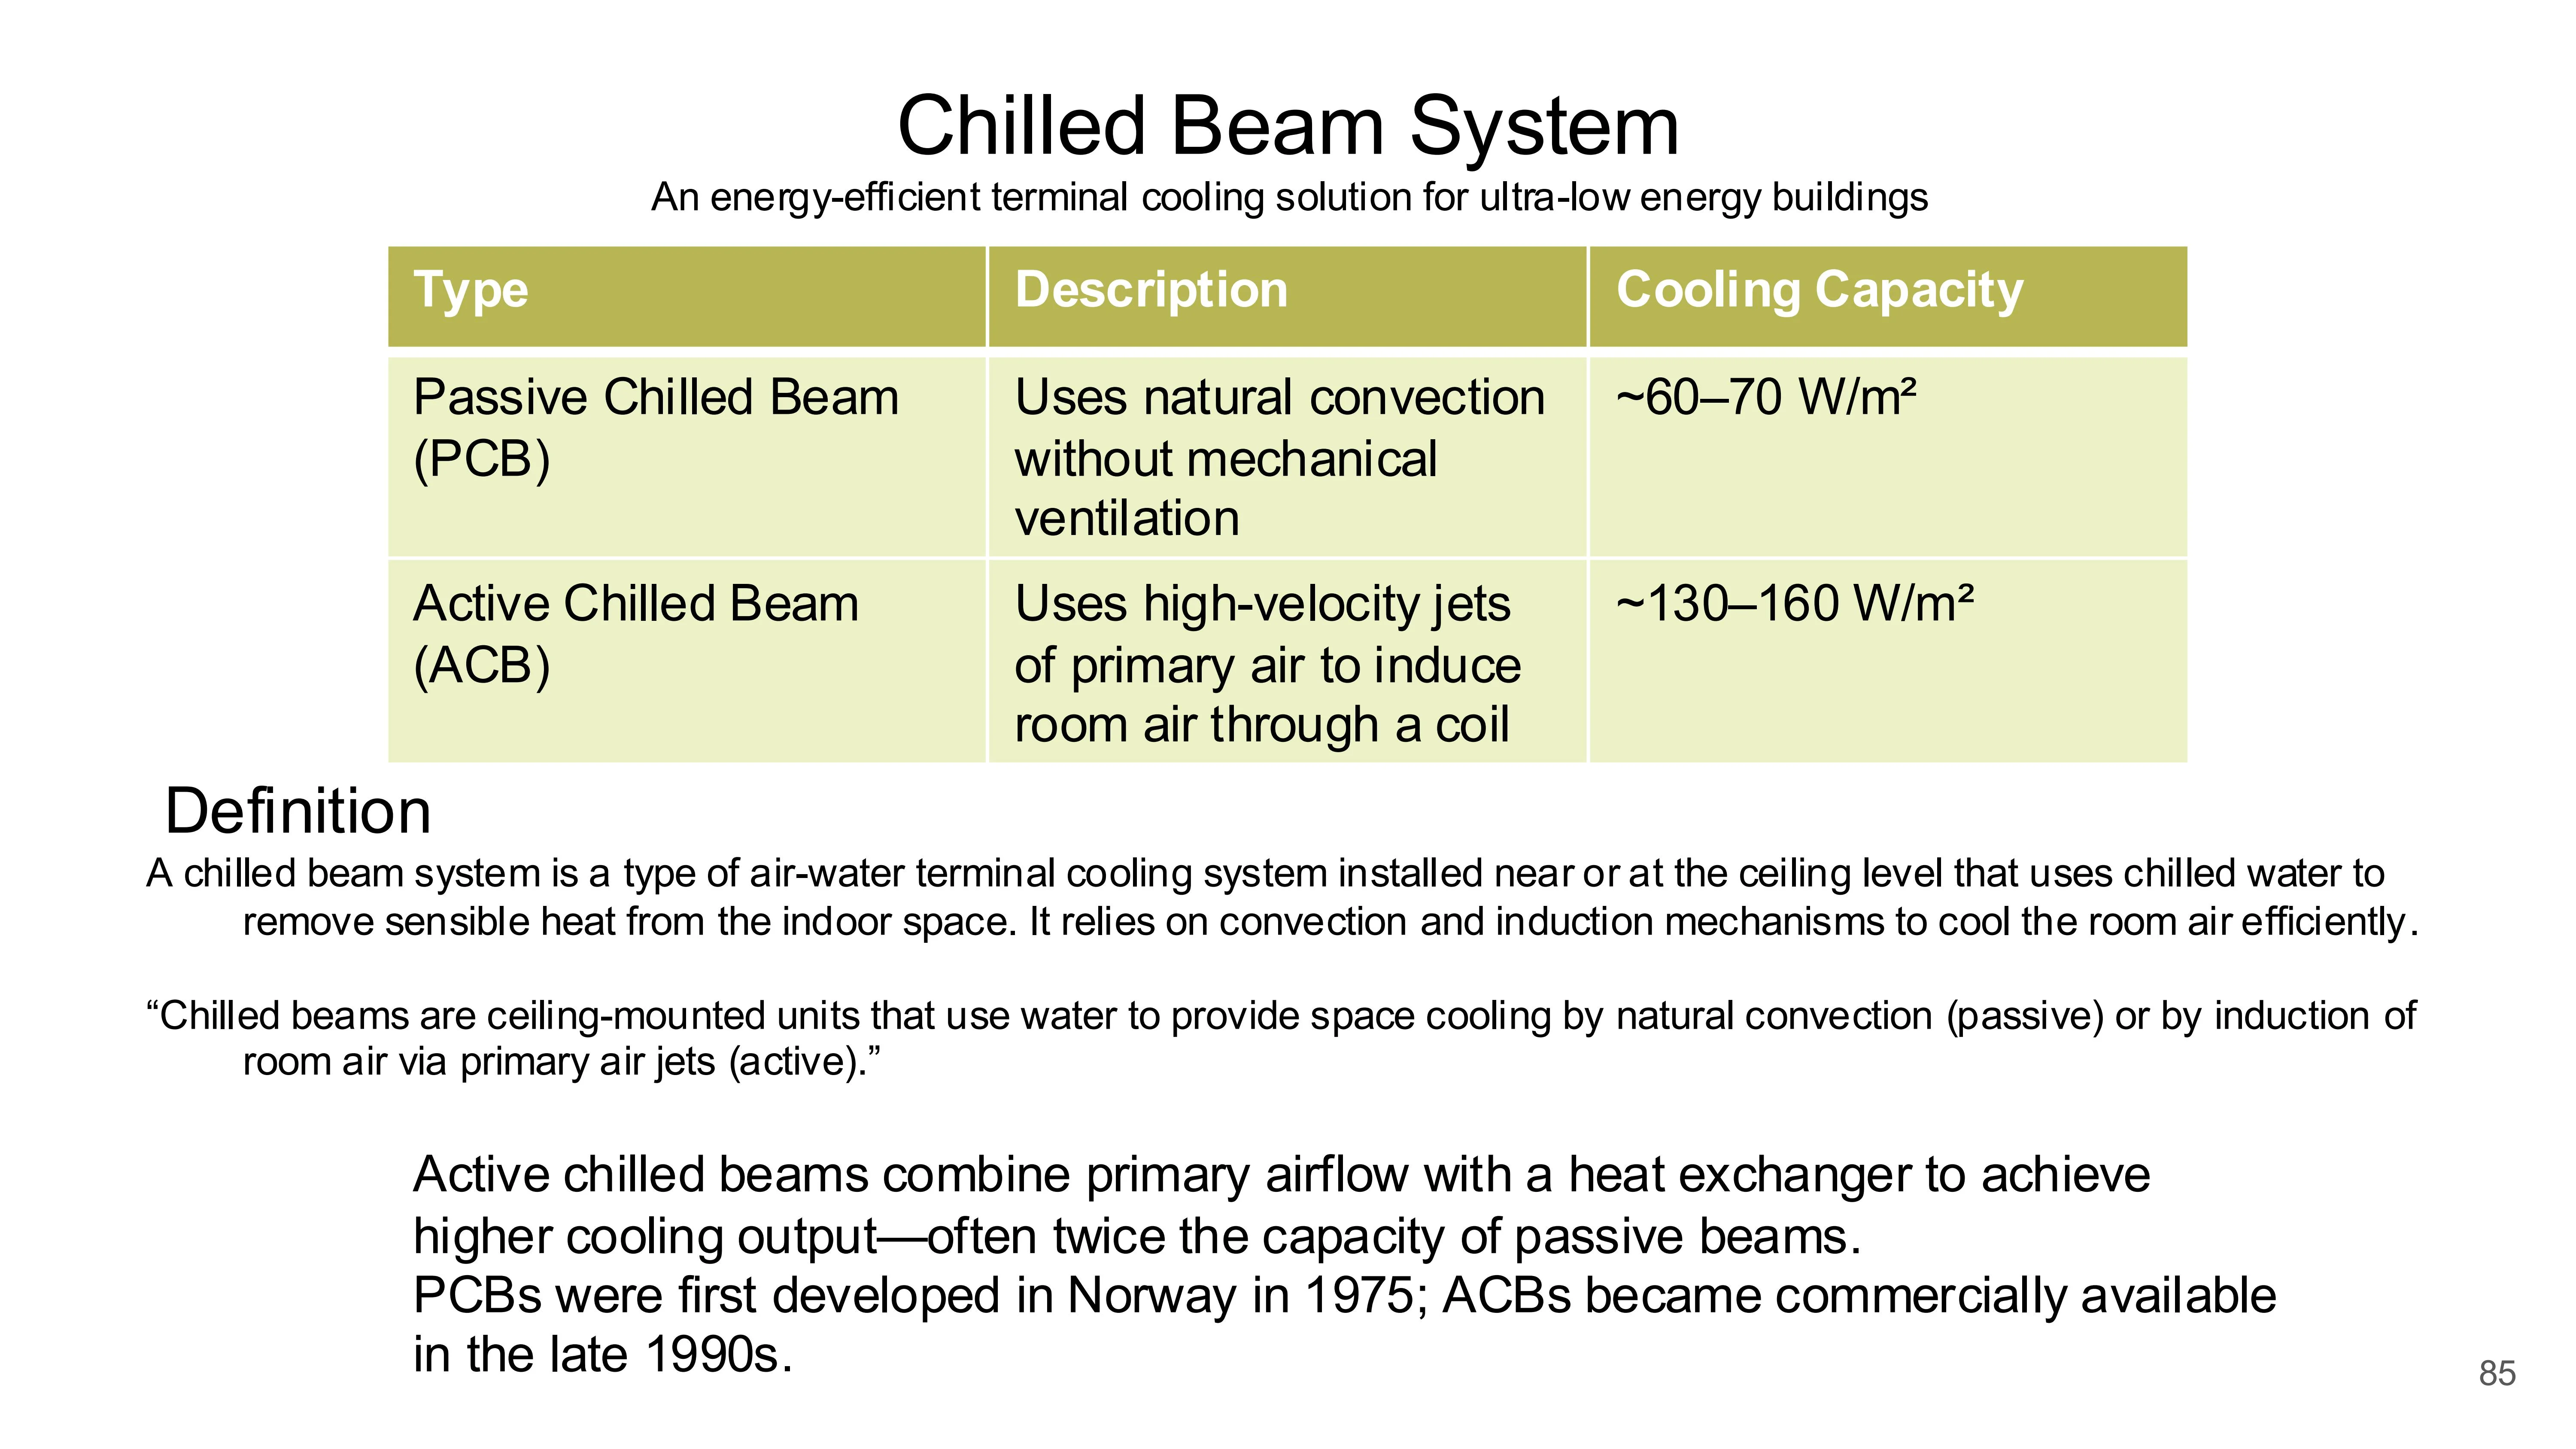 Chilled Beam System
An energy-efficient terminal cooling solution for ultra-low energy buildings
Type
Description
Cooling Capacity
Passive Chilled Beam
(PCB)
Uses natural convection
without mechanical
ventilation
~60–70 W/m²
Active Chilled Beam
(ACB)
Uses high-velocity jets
of primary air to induce
room air through a coil
~130–160 W/m²
Definition
A chilled beam system is a type of air-water terminal cooling system installed near or at the ceiling level that uses chilled water to
remove sensible heat from the indoor space. It relies on convection and induction mechanisms to cool the room air efficiently.
“Chilled beams are ceiling-mounted units that use water to provide space cooling by natural convection (passive) or by induction of
room air via primary air jets (active).”
Active chilled beams combine primary airflow with a heat exchanger to achieve
higher cooling output—often twice the capacity of passive beams.
PCBs were first developed in Norway in 1975; ACBs became commercially available
in the late 1990s.
85